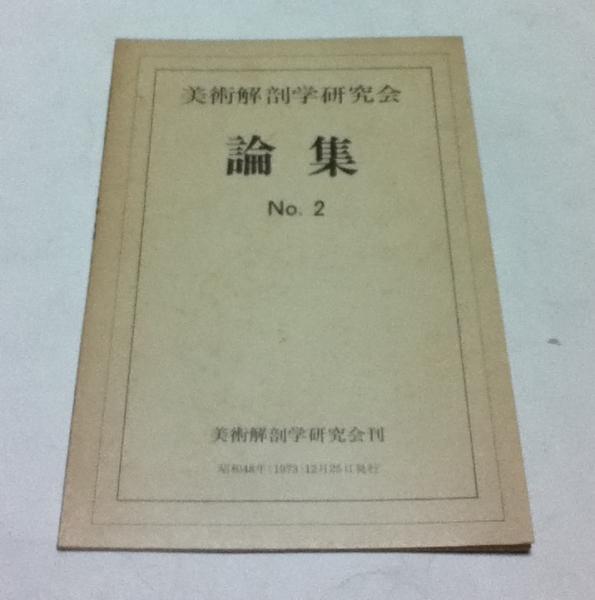 美術解剖学研究会
論集
No. 2
美術解剖学研究会刊
昭和48年(1973)12月25日発行